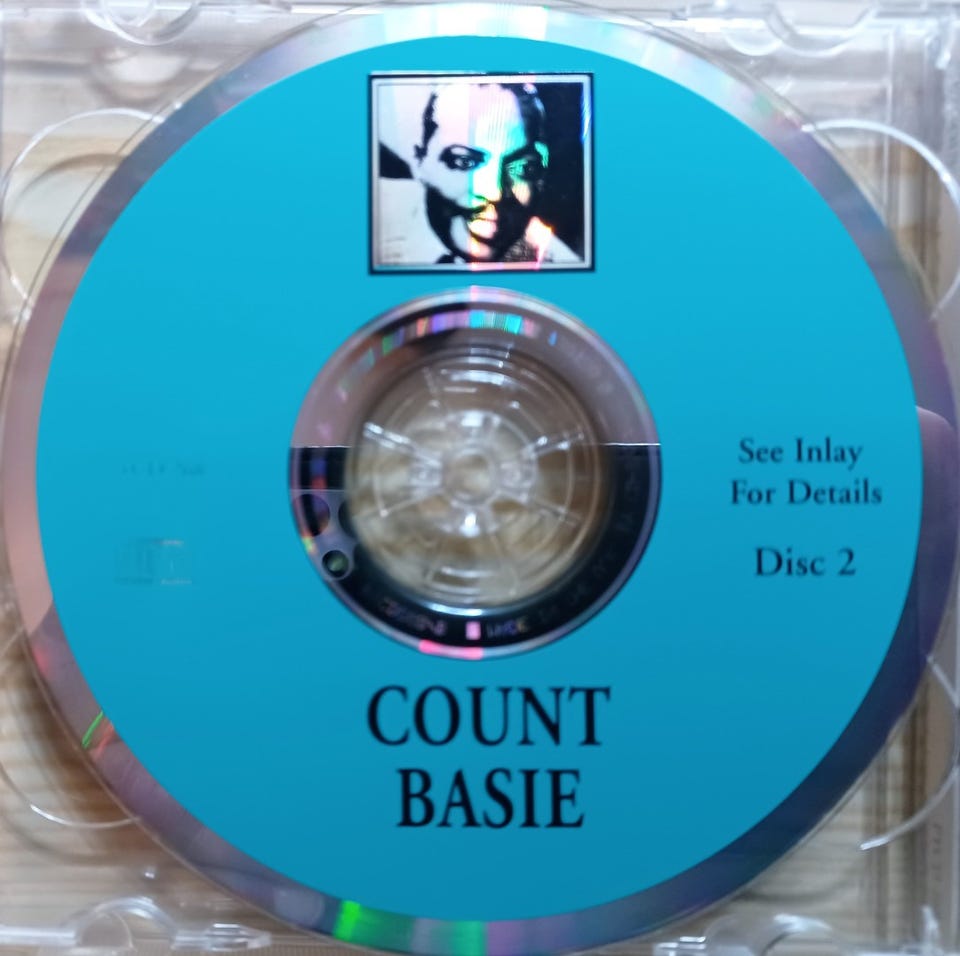 See Inlay
For Details
Disc 2
COUNT
BASIE